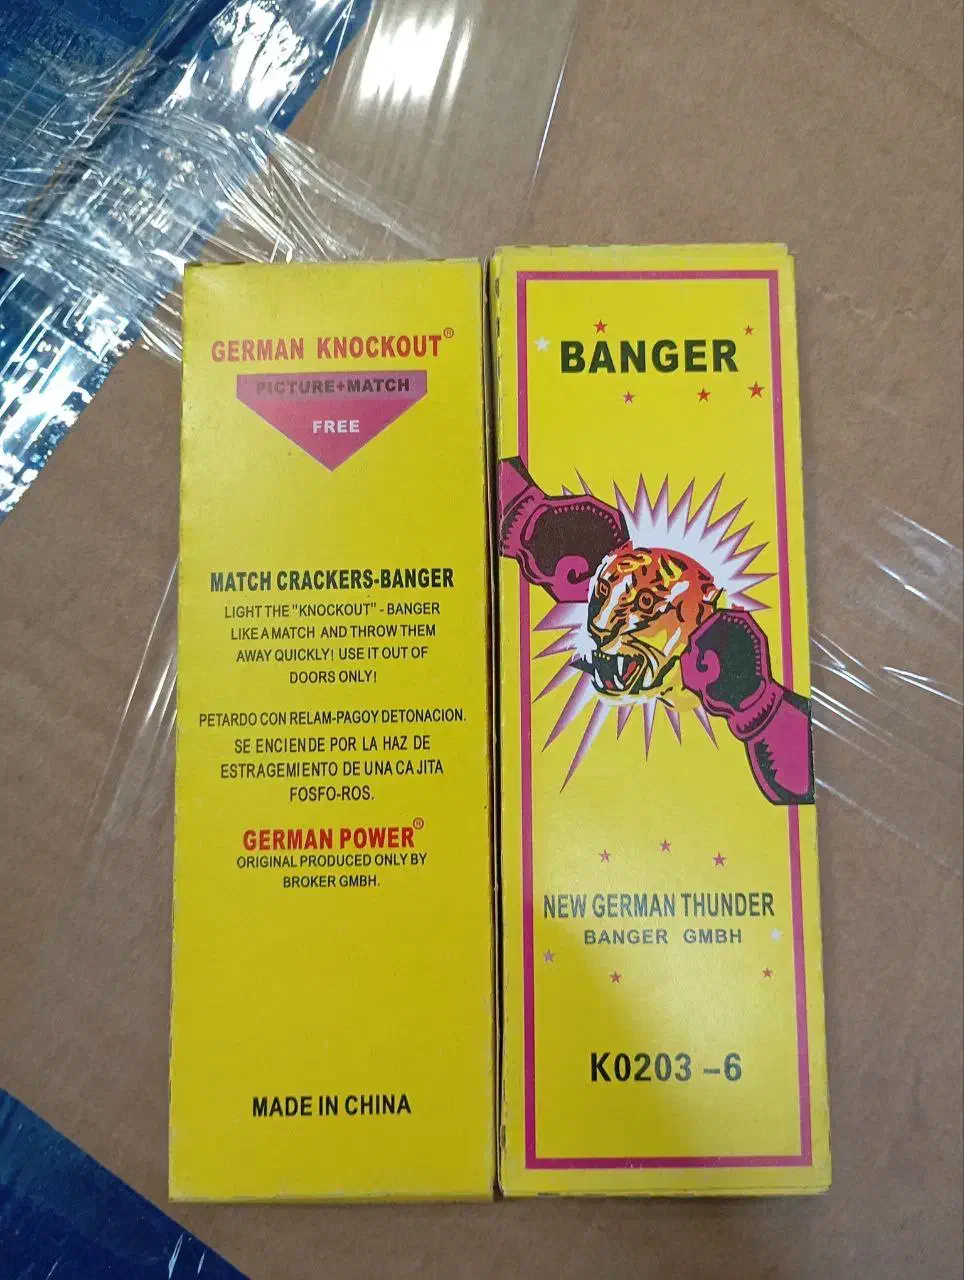 GERMAN KNOCKOUT®
PICTURE+MATCH
FREE
MATCH CRACKERS-BANGER
LIGHT THE "KNOCKOUT" - BANGER
LIKE A MATCH AND THROW THEM
AWAY QUICKLY! USE IT OUT OF
DOORS ONLY!
PETARDO CON RELAM-PAGOY DETONACION.
SE ENCIENDE POR LA HAZ DE
ESTRAGEMIENTO DE UNA CAJITA
FOSFO-ROS.
GERMAN POWER®
ORIGINAL PRODUCED ONLY BY
BROKER GMBH.
MADE IN CHINA
BANGER
NEW GERMAN THUNDER
BANGER GMBH
K0203-6